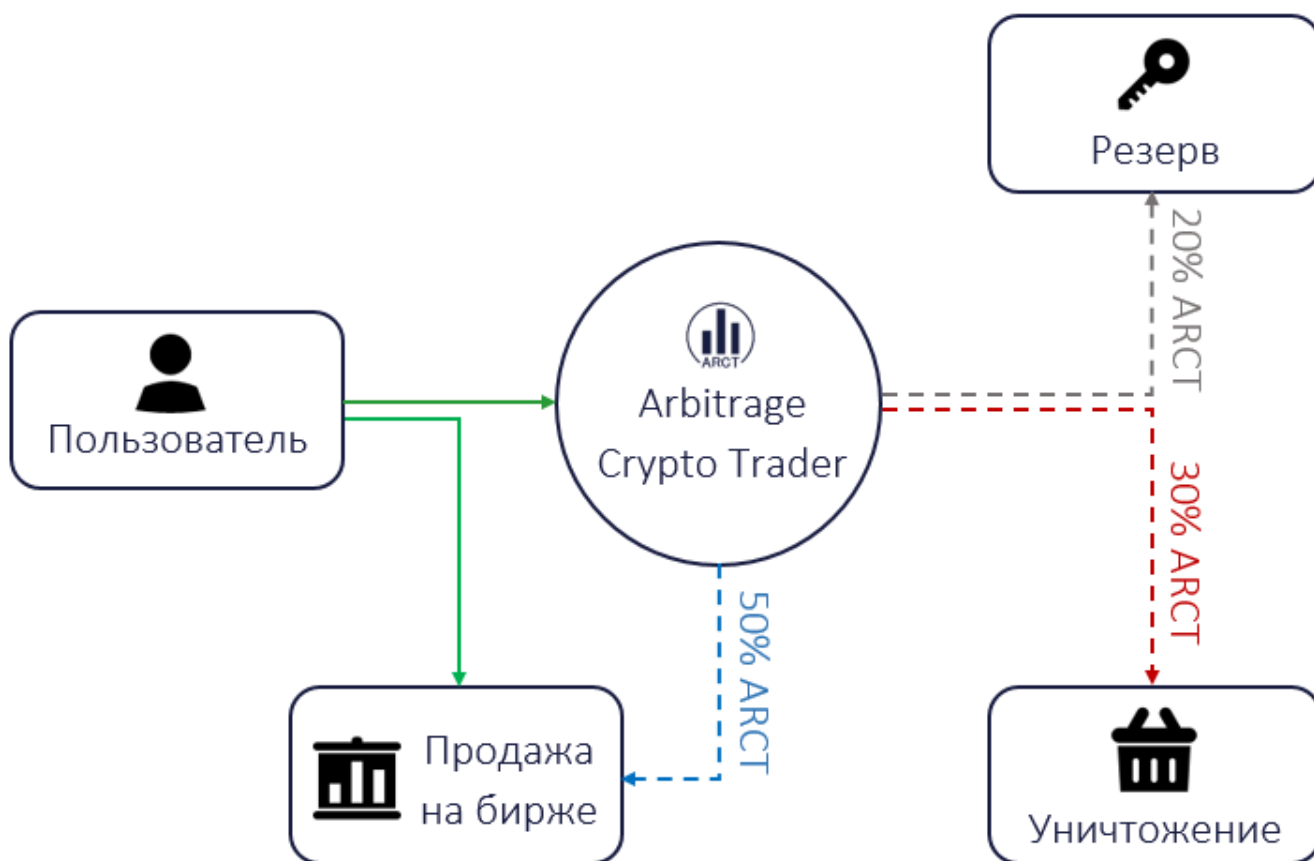 Резерв
20% ARCT
ARCT
Arbitrage
Crypto Trader
Пользователь
30% ARCT
50% ARCT
Продажа
на бирже
Уничтожение